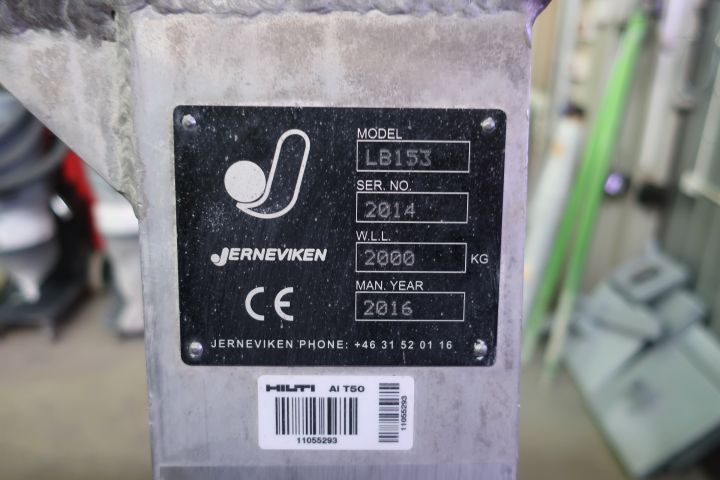 MODEL
LB153
SER. NO.
2014
W.L.L.
2000 KG
MAN. YEAR
2016
JERNEVIKEN
CE
JERNEVIKEN PHONE: +46 31 52 01 16
HILTI AI T50
11055293
11055293